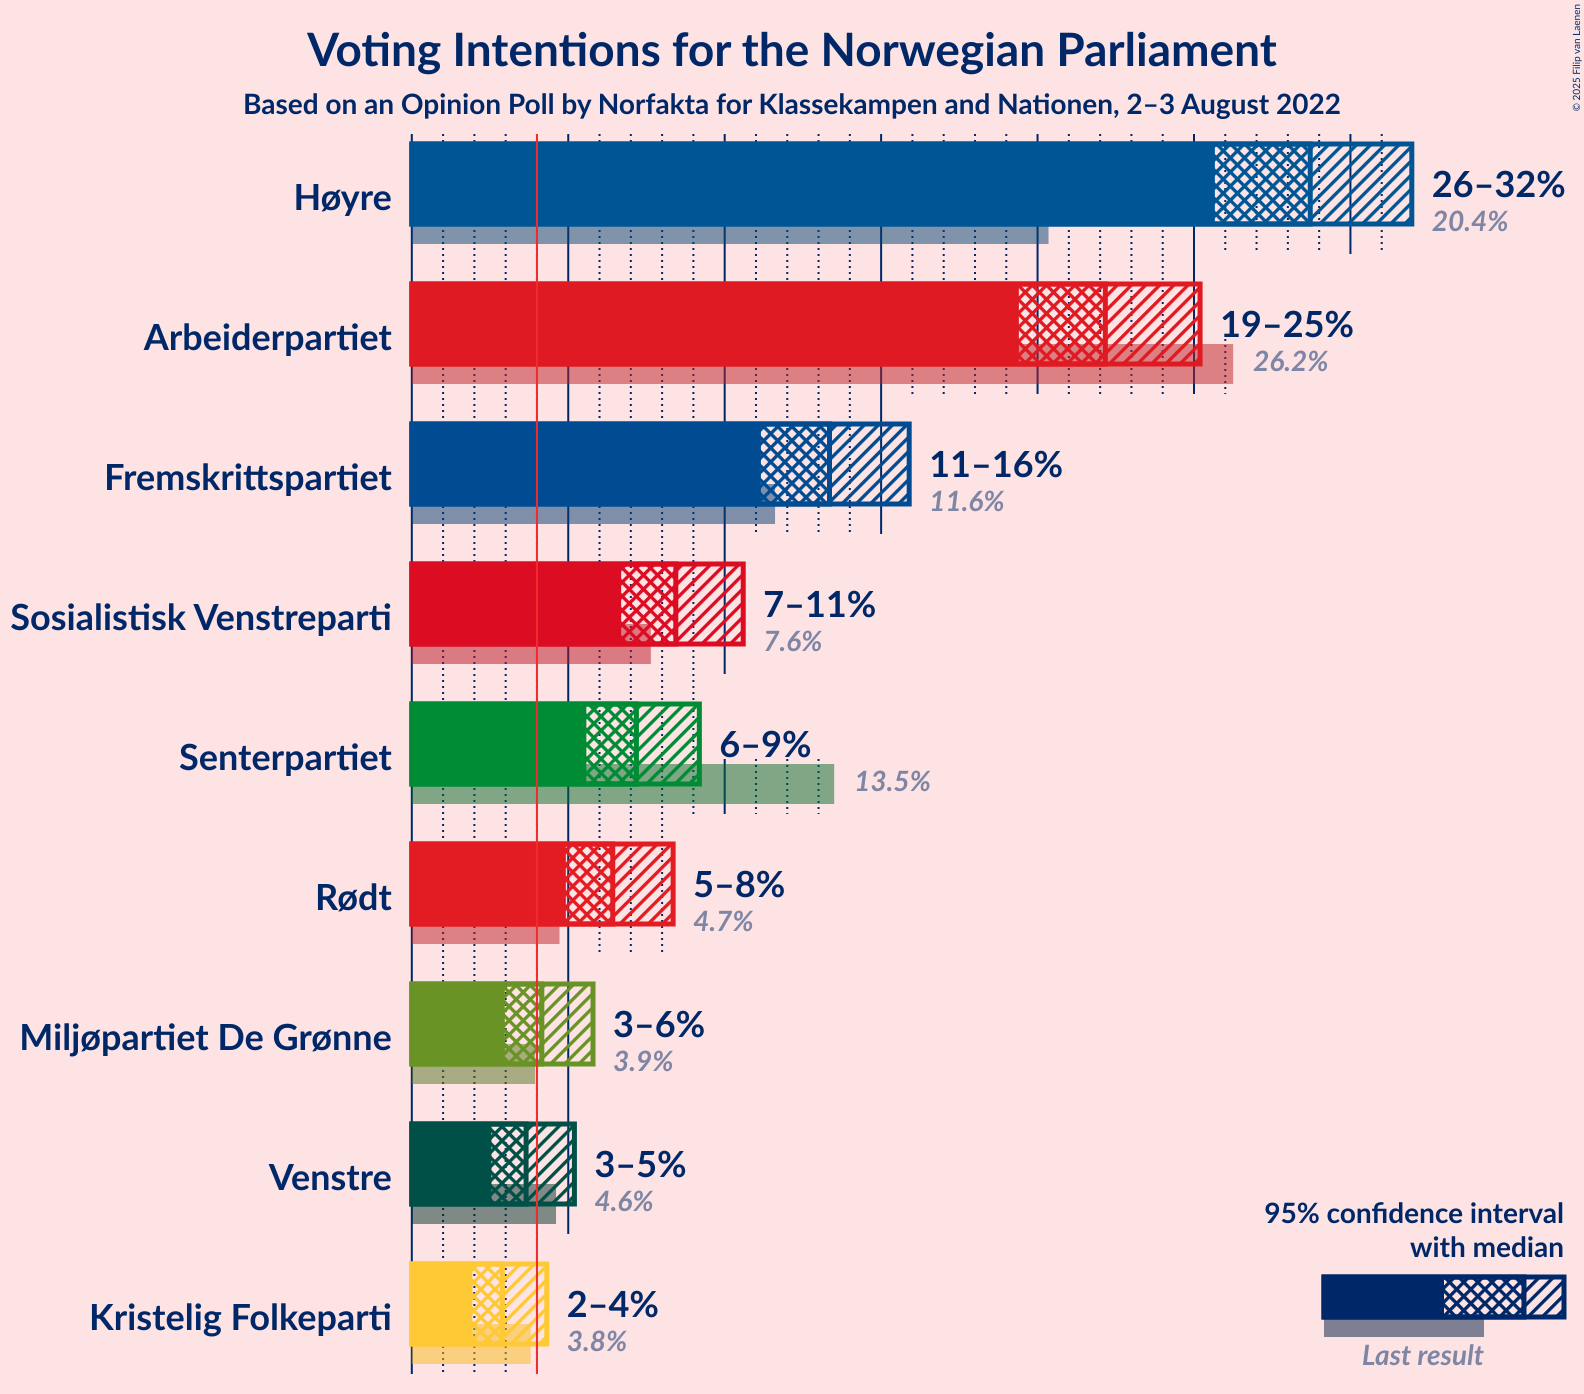 Voting Intentions for the Norwegian Parliament
Based on an Opinion Poll by Norfakta for Klassekampen and Nationen, 2–3 August 2022
© 2025 Filip van Laenen
Høyre
26–32%
20.4%
Arbeiderpartiet
19–25%
26.2%
Fremskrittspartiet
11–16%
11.6%
Sosialistisk Venstreparti
7–11%
7.6%
Senterpartiet
6–9%
13.5%
Rødt
5–8%
4.7%
Miljøpartiet De Grønne
3–6%
3.9%
Venstre
3–5%
4.6%
Kristelig Folkeparti
2–4%
3.8%
95% confidence interval
with median
Last result